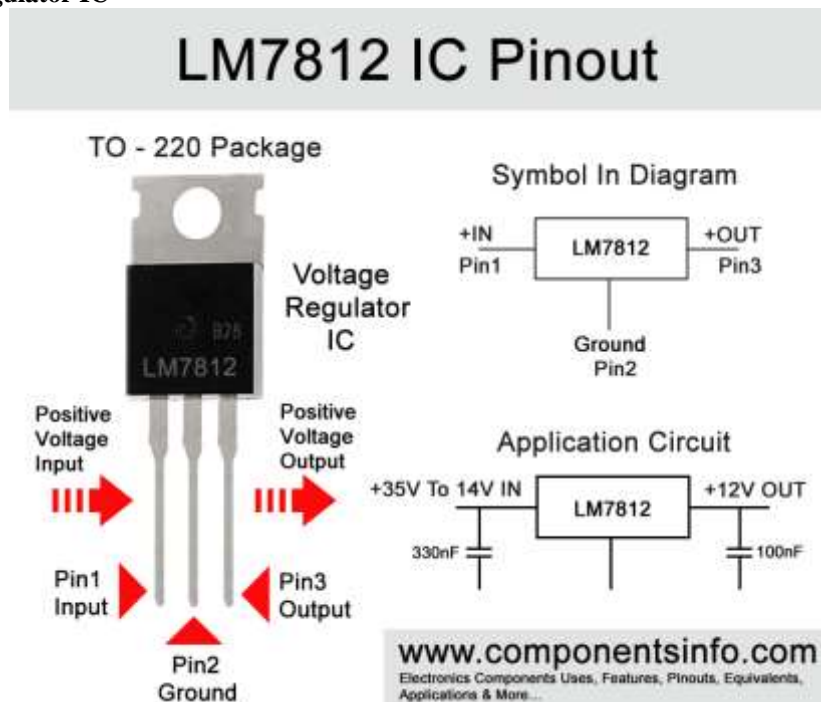 LM7812 IC Pinout
TO - 220 Package
Voltage
Regulator
IC
B75
LM7812
Positive
Voltage
Input
Positive
Voltage
Output
Pin1
Input
Pin3
Output
Pin2
Ground
Symbol In Diagram
+IN
Pin1
LM7812
+OUT
Pin3
Ground
Pin2
Application Circuit
+35V To 14V IN
LM7812
+12V OUT
330nF
100nF
www.componentsinfo.com
Electronics Components Uses, Features, Pinouts, Equivalents,
Applications & More...